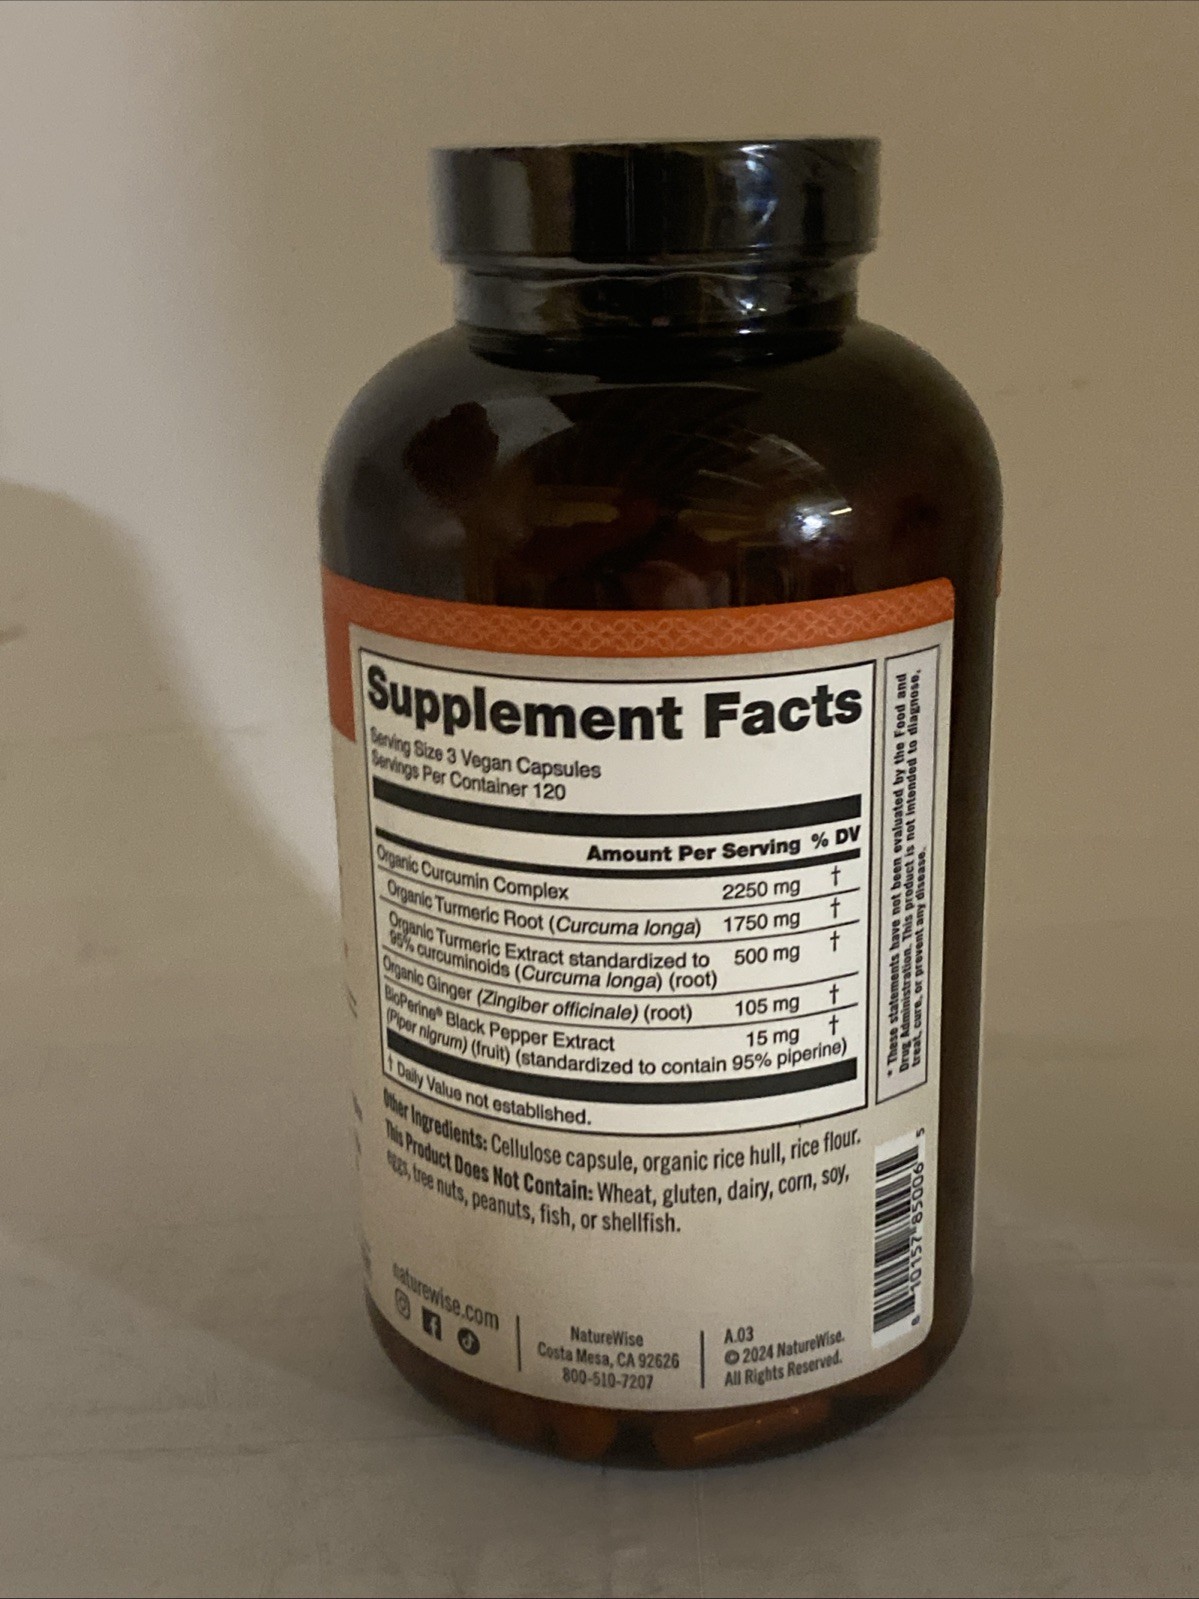 Supplement Facts
Serving Size 3 Vegan Capsules
Servings Per Container 120
Amount Per Serving % DV
Organic Curcumin Complex 2250 mg †
Organic Turmeric Root (Curcuma longa) 1750 mg †
Organic Turmeric Extract standardized to 500 mg †
95% curcuminoids (Curcuma longa) (root)
Organic Ginger (Zingiber officinale) (root) 105 mg †
BioPerine® Black Pepper Extract 15 mg †
(Piper nigrum) (fruit) (standardized to contain 95% piperine)
† Daily Value not established.
Other Ingredients: Cellulose capsule, organic rice hull, rice flour.
This Product Does Not Contain: Wheat, gluten, dairy, corn, soy,
eggs, tree nuts, peanuts, fish, or shellfish.
naturewise.com
NatureWise
Costa Mesa, CA 92626
800-510-7207
A.03
© 2024 NatureWise.
All Rights Reserved.
* These statements have not been evaluated by the Food and
Drug Administration. This product is not intended to diagnose,
treat, cure, or prevent any disease.
8 10157 85006 5